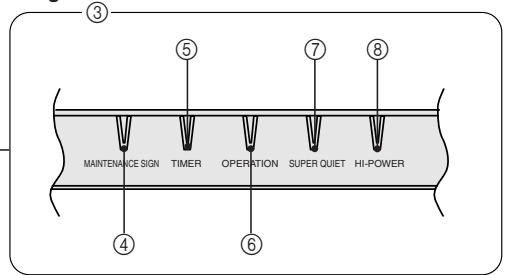 ③
⑤ ⑦ ⑧
MAINTENANCE SIGN TIMER OPERATION SUPER QUIET HI-POWER
④ ⑥